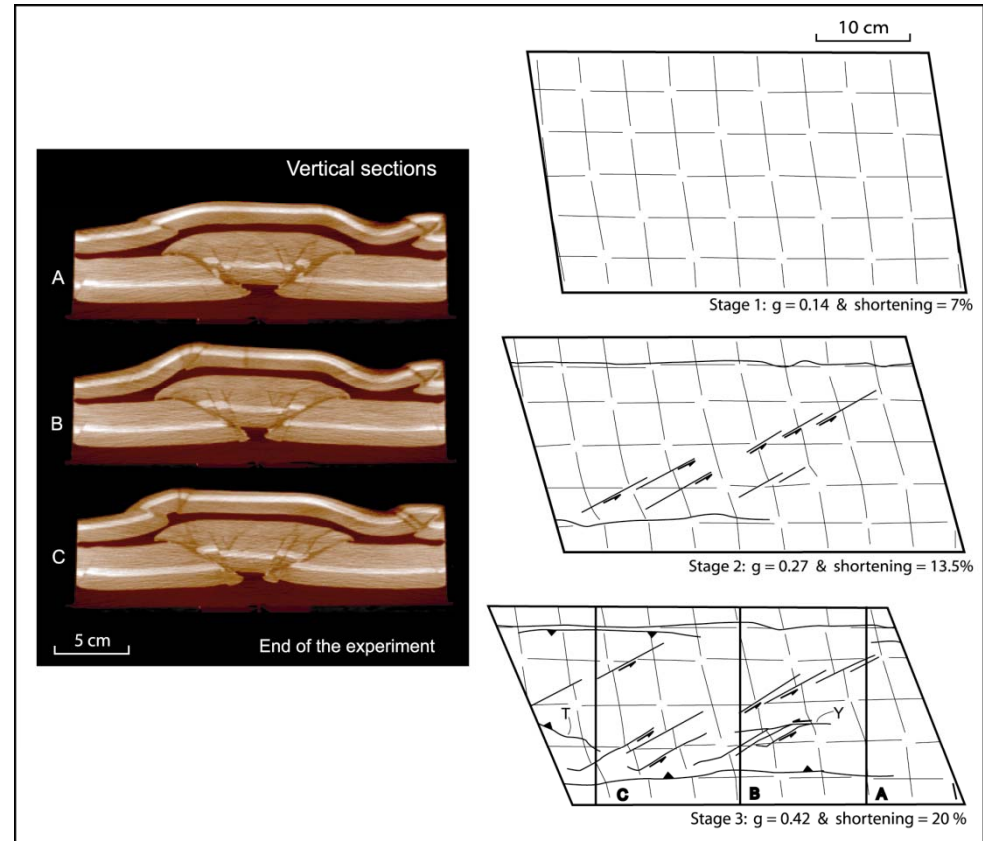 Vertical sections
A
B
C
5 cm
End of the experiment
10 cm
Stage 1: g = 0.14 & shortening = 7%
Stage 2: g = 0.27 & shortening = 13.5%
T
Y
C
B
A
Stage 3: g = 0.42 & shortening = 20 %